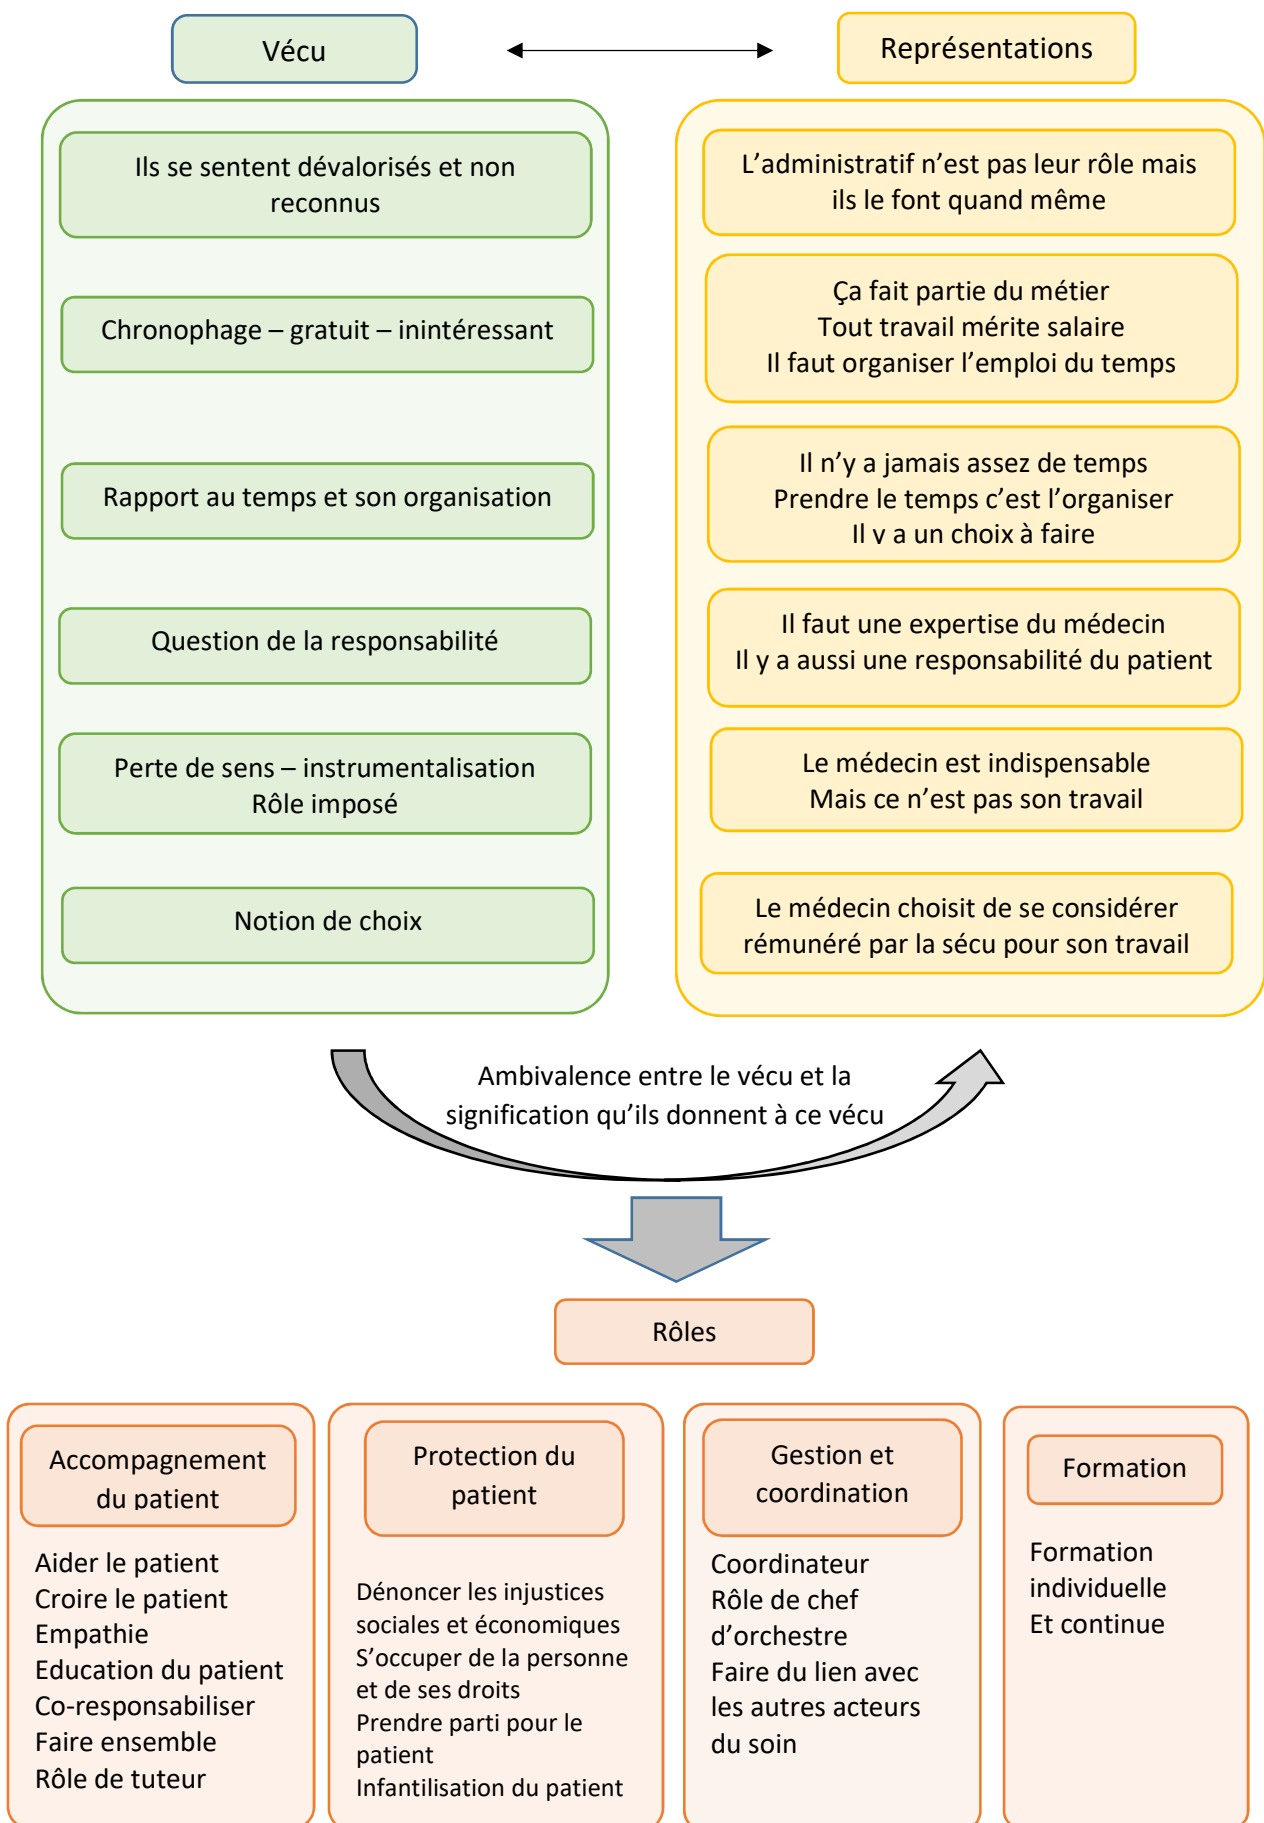 Vécu
Représentations
Ils se sentent dévalorisés et non
reconnus
Chronophage – gratuit – inintéressant
Rapport au temps et son organisation
Question de la responsabilité
Perte de sens – instrumentalisation
Rôle imposé
Notion de choix
L’administratif n’est pas leur rôle mais
ils le font quand même
Ça fait partie du métier
Tout travail mérite salaire
Il faut organiser l’emploi du temps
Il n’y a jamais assez de temps
Prendre le temps c’est l’organiser
Il y a un choix à faire
Il faut une expertise du médecin
Il y a aussi une responsabilité du patient
Le médecin est indispensable
Mais ce n’est pas son travail
Le médecin choisit de se considérer
rémunéré par la sécu pour son travail
Ambivalence entre le vécu et la
signification qu’ils donnent à ce vécu
Rôles
Accompagnement
du patient
Aider le patient
Croire le patient
Empathie
Education du patient
Co-responsabiliser
Faire ensemble
Rôle de tuteur
Protection du
patient
Dénoncer les injustices
sociales et économiques
S’occuper de la personne
et de ses droits
Prendre parti pour le
patient
Infantilisation du patient
Gestion et
coordination
Coordinateur
Rôle de chef
d’orchestre
Faire du lien avec
les autres acteurs
du soin
Formation
Formation
individuelle
Et continue